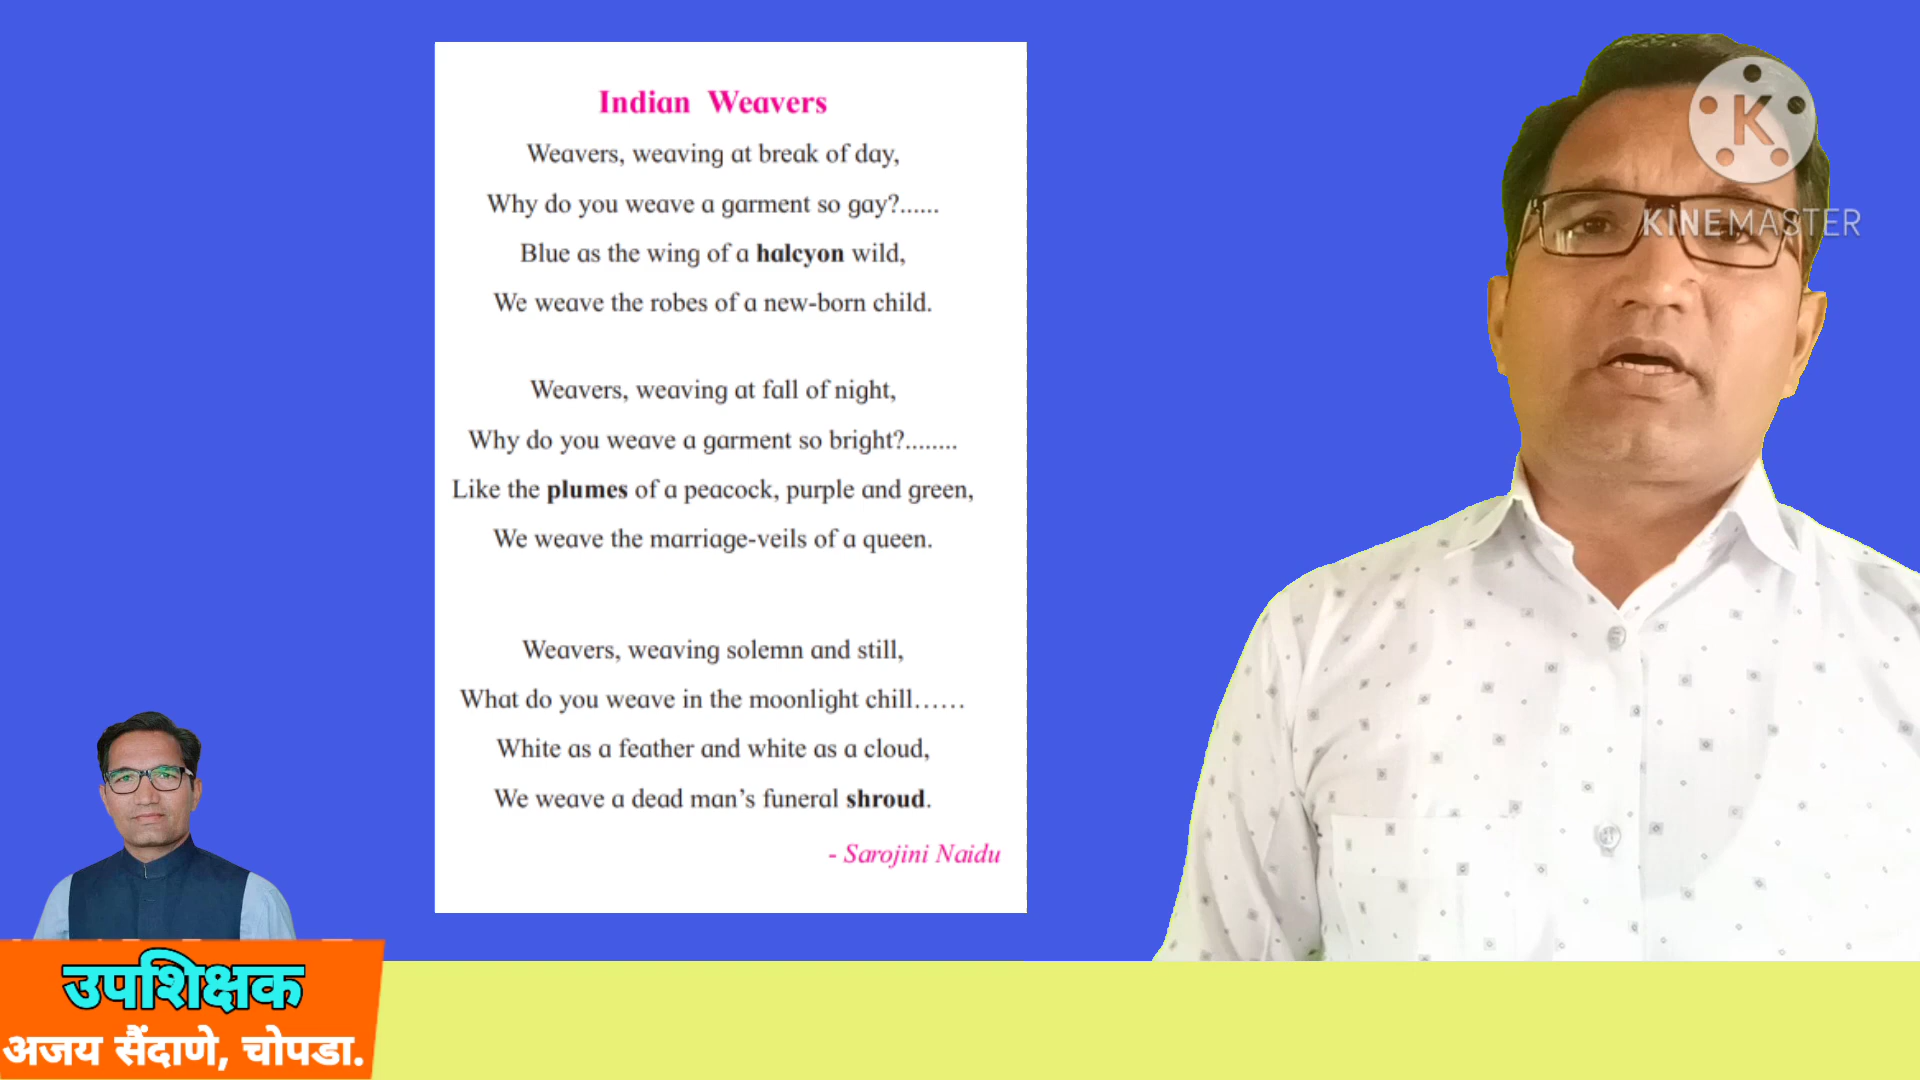 Indian Weavers
Weavers, weaving at break of day,
Why do you weave a garment so gay?......
Blue as the wing of a halcyon wild,
We weave the robes of a new-born child.
Weavers, weaving at fall of night,
Why do you weave a garment so bright?........
Like the plumes of a peacock, purple and green,
We weave the marriage-veils of a queen.
Weavers, weaving solemn and still,
What do you weave in the moonlight chill......
White as a feather and white as a cloud,
We weave a dead man's funeral shroud.
- Sarojini Naidu
K
KINEMASTER
उपशिक्षक
अजय सैंदाणे, चोपडा.